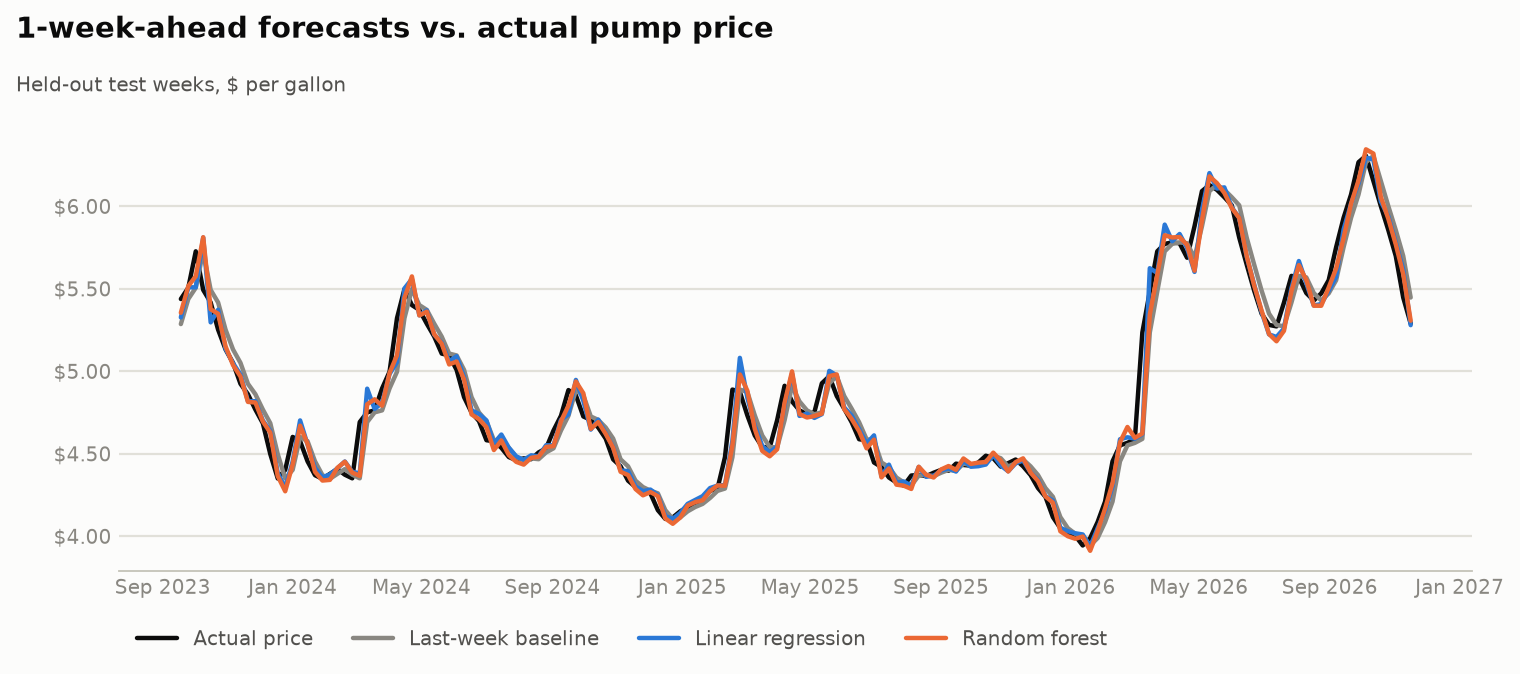 1-week-ahead forecasts vs. actual pump price
Held-out test weeks, $ per gallon
$6.00
$5.50
$5.00
$4.50
$4.00
Sep 2023 Jan 2024 May 2024 Sep 2024 Jan 2025 May 2025 Sep 2025 Jan 2026 May 2026 Sep 2026 Jan 2027
Actual price Last-week baseline Linear regression Random forest